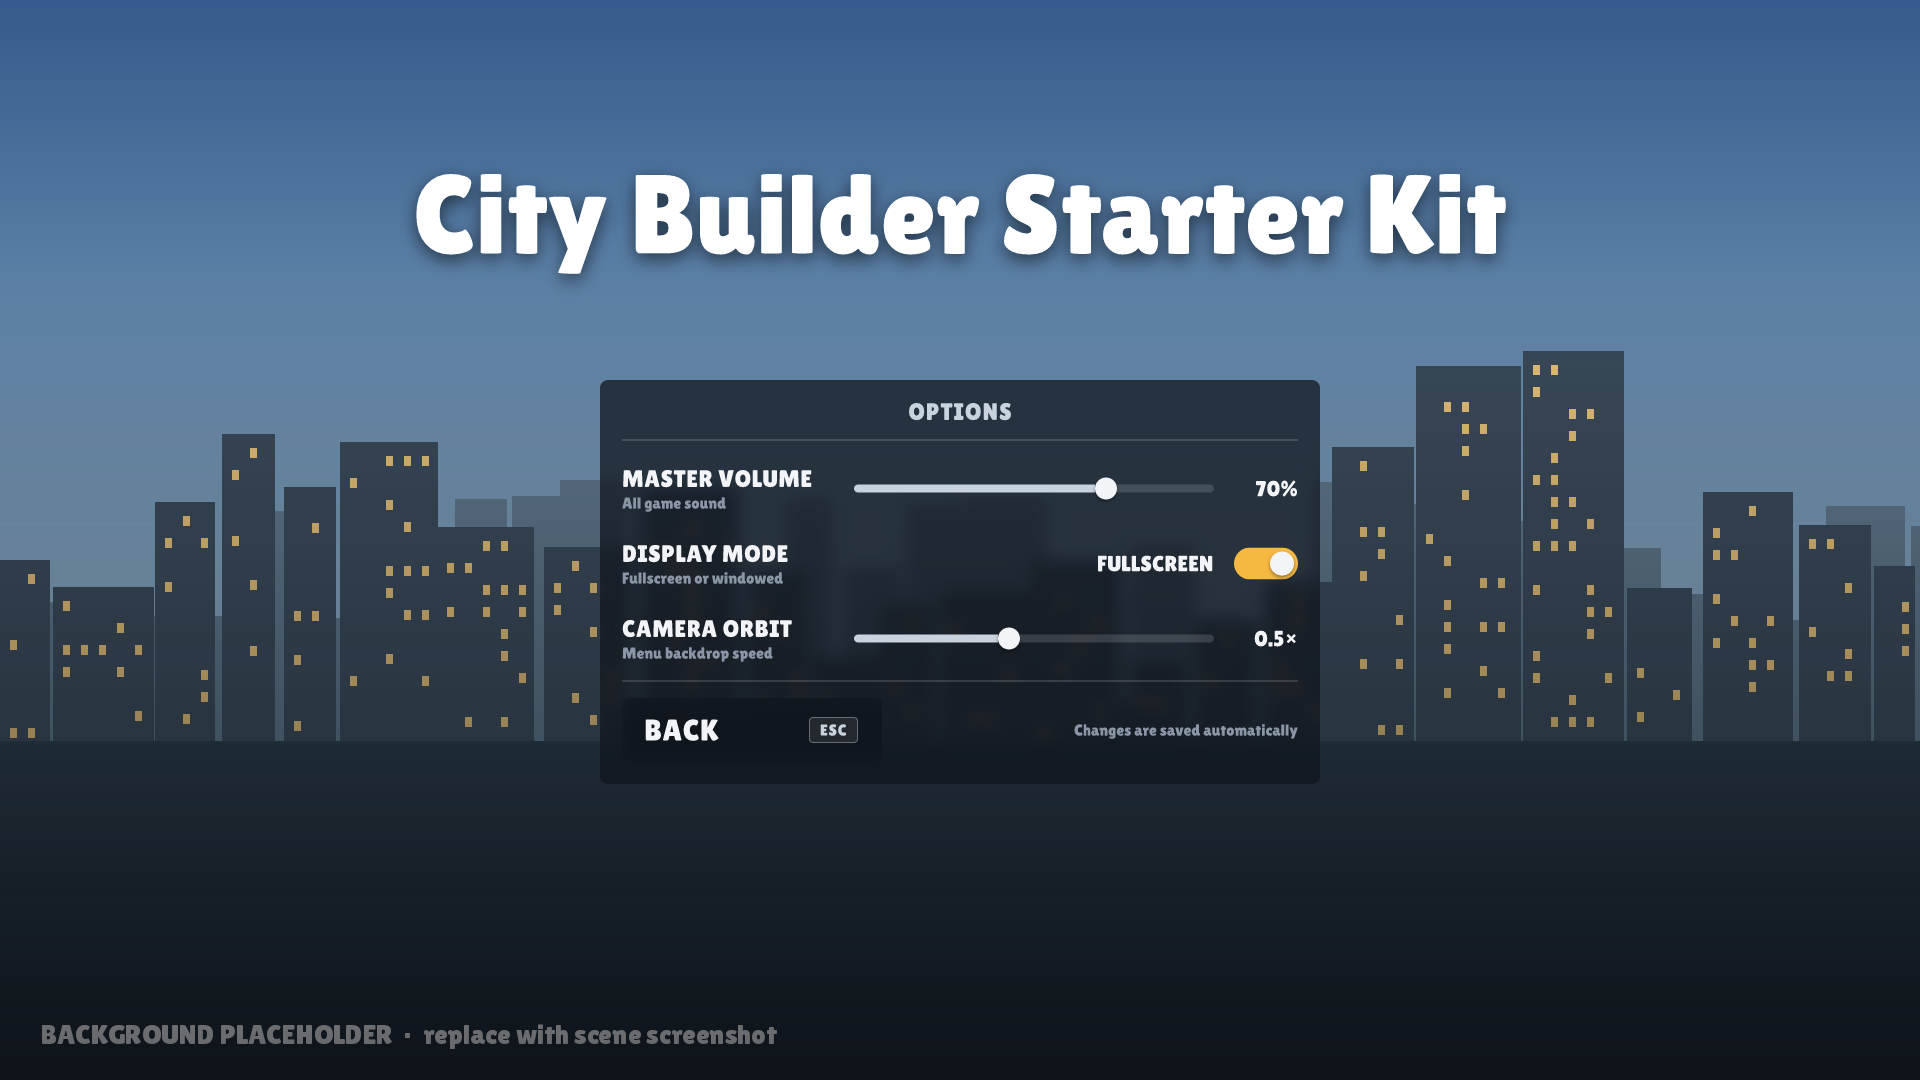 City Builder Starter Kit
OPTIONS
MASTER VOLUME
All game sound
70%
DISPLAY MODE
Fullscreen or windowed
FULLSCREEN
CAMERA ORBIT
Menu backdrop speed
0.5×
BACK
ESC
Changes are saved automatically
BACKGROUND PLACEHOLDER · replace with scene screenshot